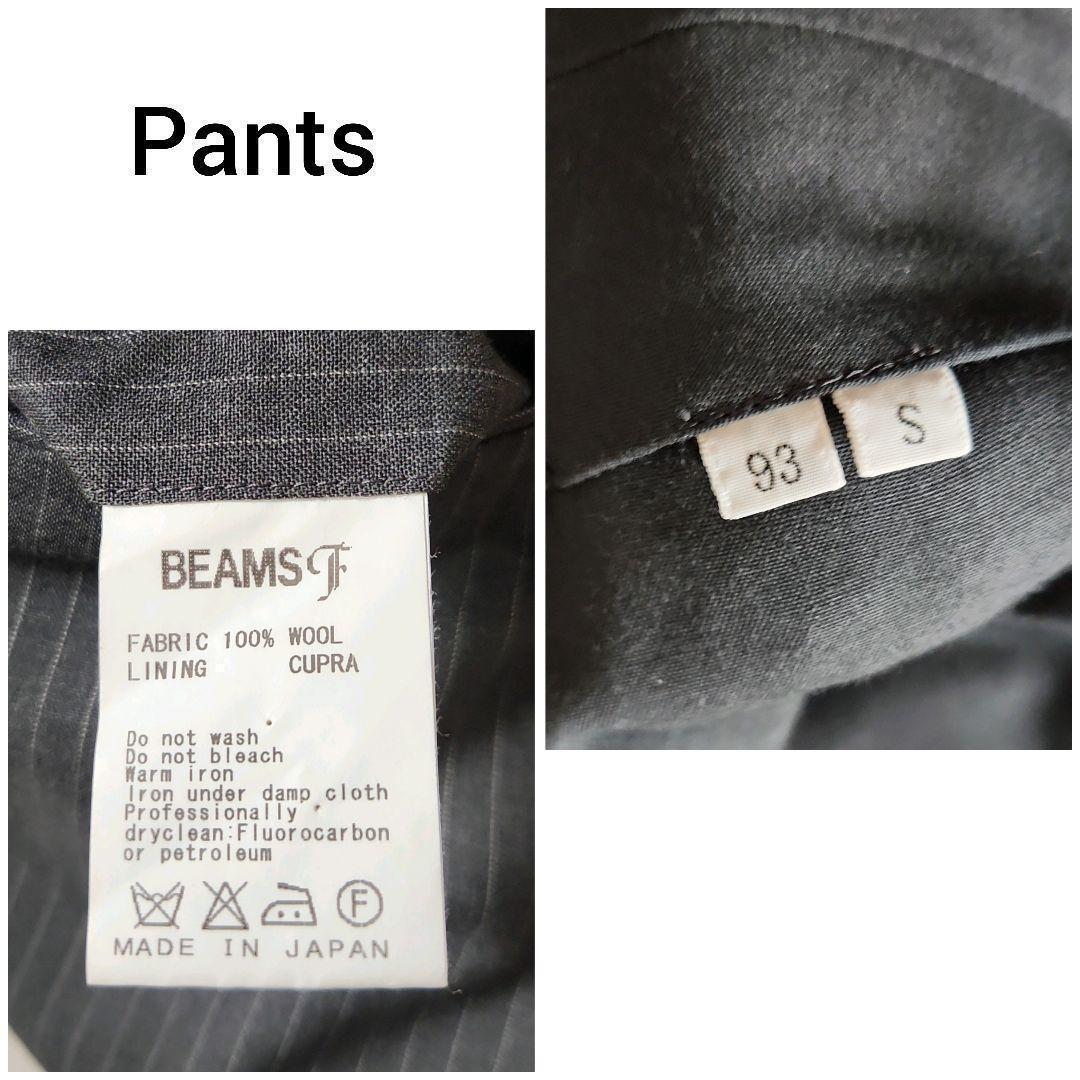 Pants
93
S
BEAMS F
FABRIC 100% WOOL
LINING CUPRA
Do not wash
Do not bleach
Warm iron
Iron under damp cloth
Professionally
dryclean:Fluorocarbon
or petroleum
F
MADE IN JAPAN